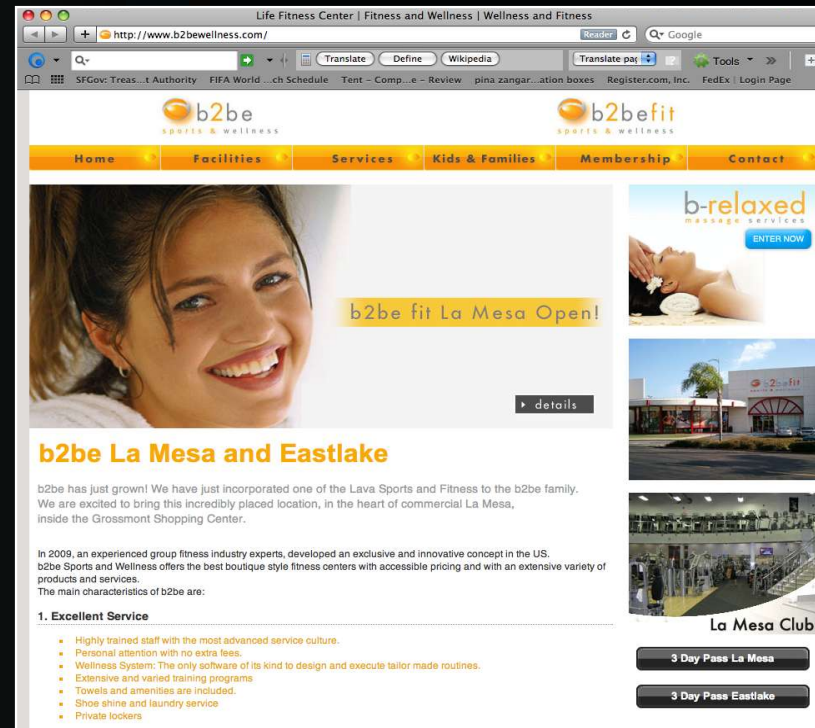 Life Fitness Center | Fitness and Wellness | Wellness and Fitness
http://www.b2bewellness.com/
Reader
Google
Translate
Define
Wikipedia
Translate pag
Tools
SFGov: Treas...t Authority FIFA World ...ch Schedule Tent – Comp...e – Review pina zangar...ation boxes Register.com, Inc. FedEx | Login Page
b2be
sports & wellness
b2befit
sports & wellness
Home Facilities Services Kids & Families Membership Contact
b2be fit La Mesa Open!
details
b-relaxed
massage services
ENTER NOW
b2befit
b2be La Mesa and Eastlake
b2be has just grown! We have just incorporated one of the Lava Sports and Fitness to the b2be family.
We are excited to bring this incredibly placed location, in the heart of commercial La Mesa,
inside the Grossmont Shopping Center.
In 2009, an experienced group fitness industry experts, developed an exclusive and innovative concept in the US.
b2be Sports and Wellness offers the best boutique style fitness centers with accessible pricing and with an extensive variety of
products and services.
The main characteristics of b2be are:
1. Excellent Service
Highly trained staff with the most advanced service culture.
Personal attention with no extra fees.
Wellness System: The only software of its kind to design and execute tailor made routines.
Extensive and varied training programs
Towels and amenities are included.
Shoe shine and laundry service
Private lockers
La Mesa Club
3 Day Pass La Mesa
3 Day Pass Eastlake